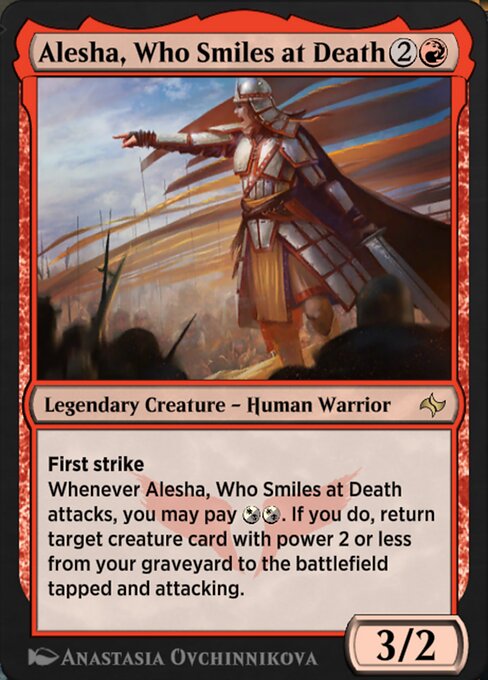 Alesha, Who Smiles at Death 2
Legendary Creature – Human Warrior
First strike
Whenever Alesha, Who Smiles at Death
attacks, you may pay . If you do, return
target creature card with power 2 or less
from your graveyard to the battlefield
tapped and attacking.
3/2
Anastasia Ovchinnikova